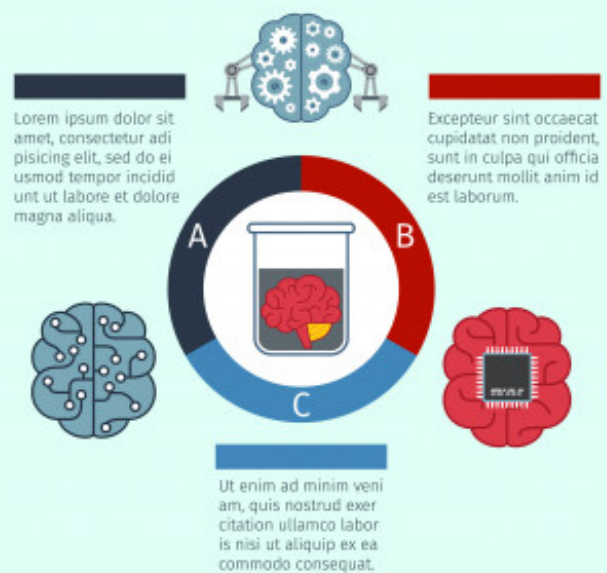 Lorem ipsum dolor sit
amet, consectetur adi
pisicing elit, sed do ei
usmod tempor incidid
unt ut labore et dolore
magna aliqua.
Excepteur sint occaecat
cupidatat non proident,
sunt in culpa qui officia
deserunt mollit anim id
est laborum.
A
B
C
Ut enim ad minim veni
am, quis nostrud exer
citation ullamco labor
is nisi ut aliquip ex ea
commodo consequat.